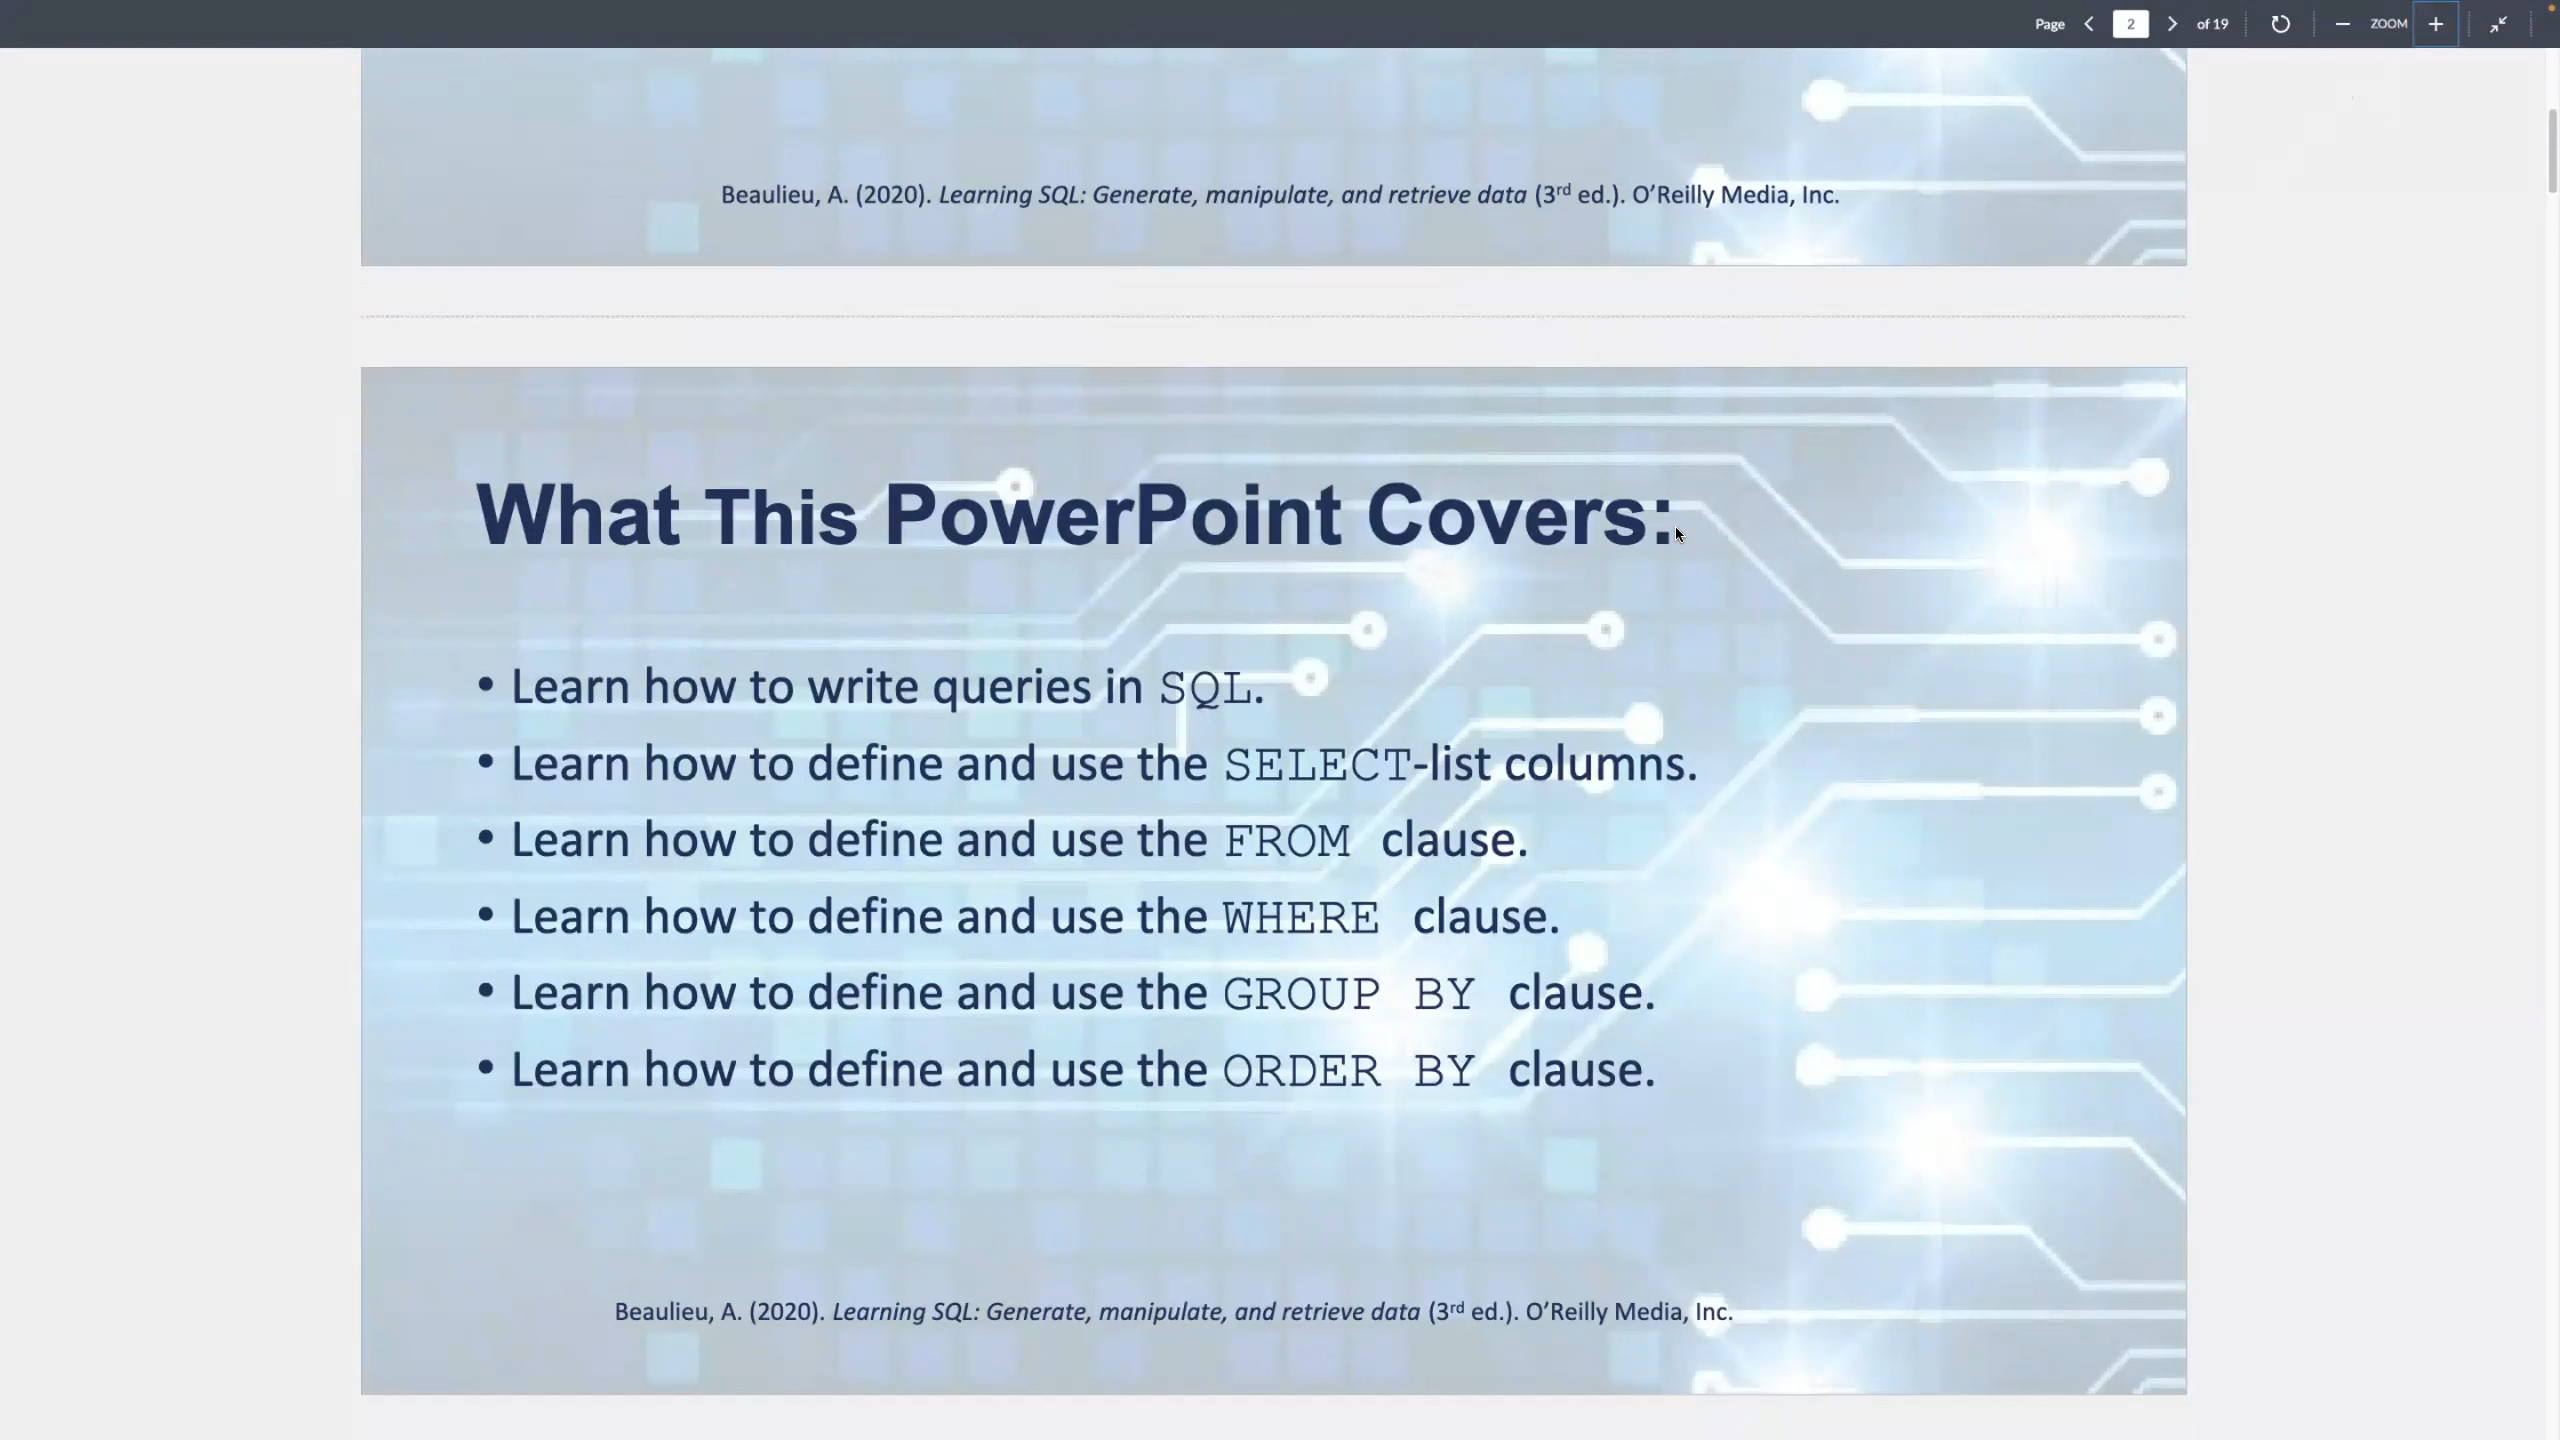 Page 2 of 19 ZOOM
Beaulieu, A. (2020). Learning SQL: Generate, manipulate, and retrieve data (3rd ed.). O’Reilly Media, Inc.
What This PowerPoint Covers:
• Learn how to write queries in SQL.
• Learn how to define and use the SELECT-list columns.
• Learn how to define and use the FROM clause.
• Learn how to define and use the WHERE clause.
• Learn how to define and use the GROUP BY clause.
• Learn how to define and use the ORDER BY clause.
Beaulieu, A. (2020). Learning SQL: Generate, manipulate, and retrieve data (3rd ed.). O’Reilly Media, Inc.